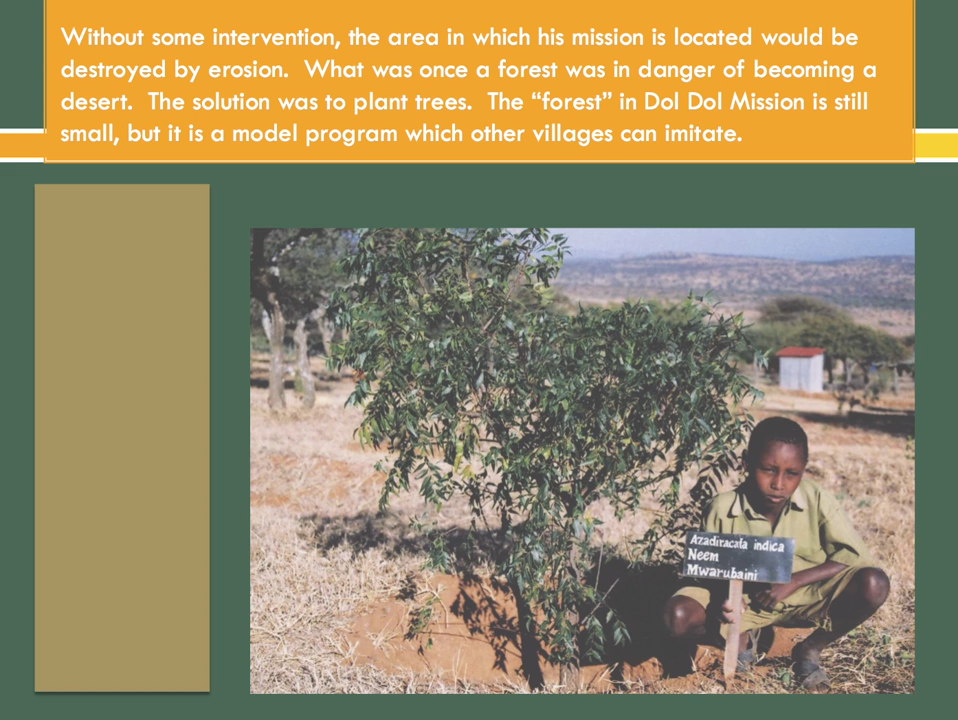 Without some intervention, the area in which his mission is located would be
destroyed by erosion.  What was once a forest was in danger of becoming a
desert.  The solution was to plant trees.  The “forest” in Dol Dol Mission is still
small, but it is a model program which other villages can imitate.
Azadiracata indica
Neem
Mwarubaini